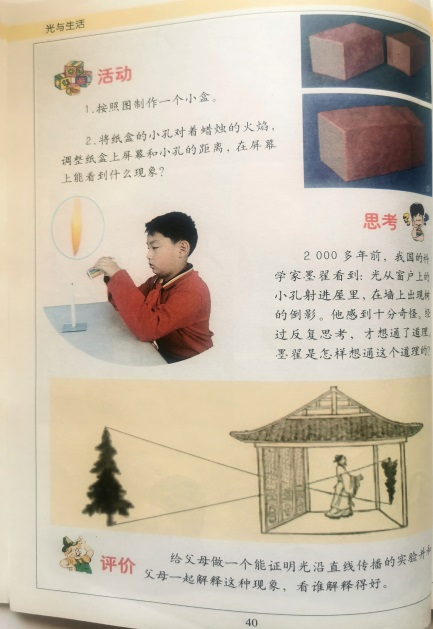 光与生活
活动
1.按照图制作一个小盒。
2.将纸盒的小孔对着蜡烛的火焰,
调整纸盒上屏幕和小孔的距离,在屏幕
上能看到什么现象?
思考
2 000多年前,我国的科
学家墨翟看到:光从窗户上的
小孔射进屋里,在墙上出现树
的倒影。他感到十分奇怪。经
过反复思考,才想通了道理。
墨翟是怎样想通这个道理的?
评价
给父母做一个能证明光沿直线传播的实验并和
父母一起解释这种现象,看谁解释得好。
40